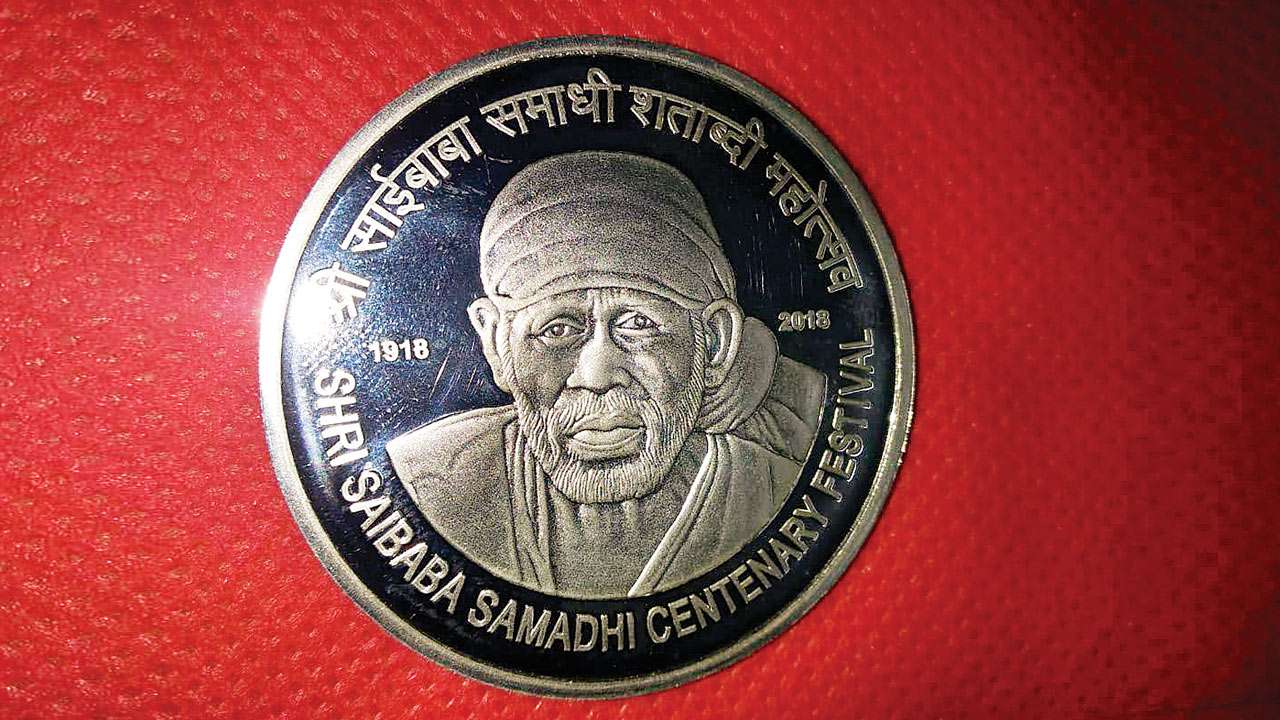 श्री साईबाबा समाधी शताब्दी महोत्सव
1918
2018
SHRI SAIBABA SAMADHI CENTENARY FESTIVAL